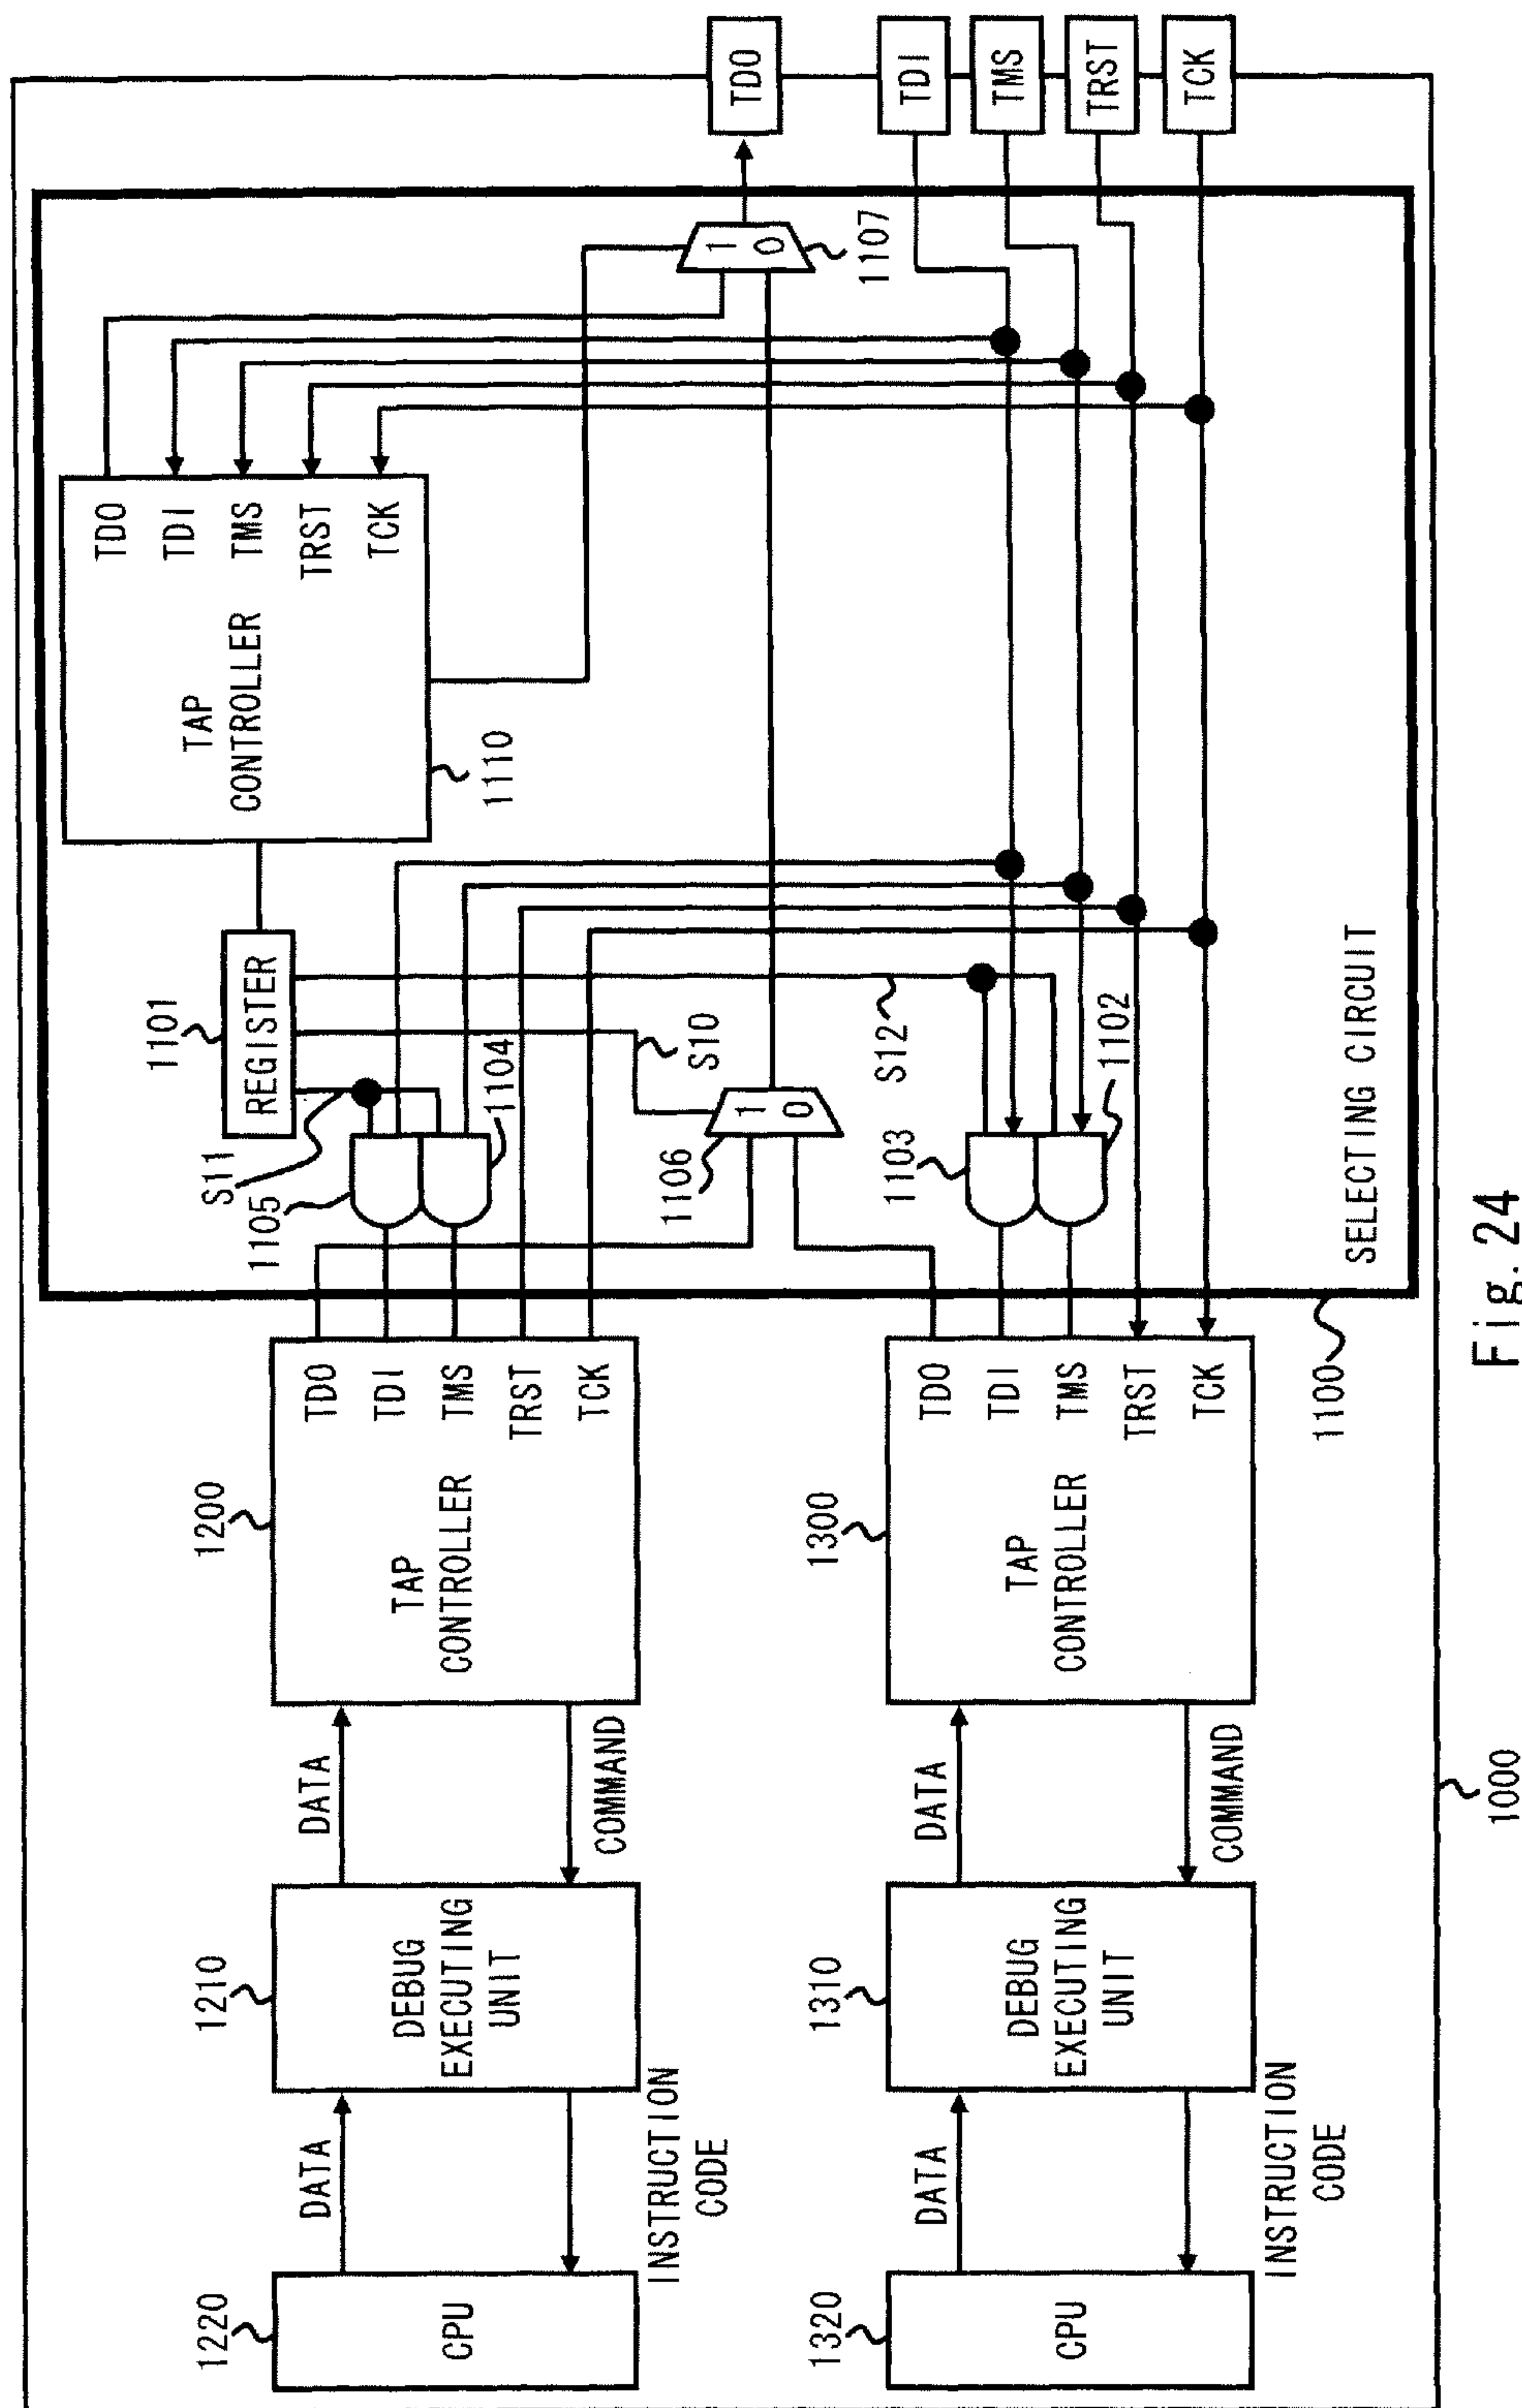 1220
CPU
DATA
INSTRUCTION
CODE
1210
DEBUG
EXECUTING
UNIT
DATA
COMMAND
1200
TAP
CONTROLLER
TDO
TDI
TMS
TRST
TCK
1320
CPU
DATA
INSTRUCTION
CODE
1310
DEBUG
EXECUTING
UNIT
DATA
COMMAND
1300
TAP
CONTROLLER
TDO
TDI
TMS
TRST
TCK
1101
REGISTER
S11
1105
1104
S10
1106
1
0
S12
1103
1102
TAP
CONTROLLER
1110
TDO
TDI
TMS
TRST
TCK
1
0
1107
TDO
TDI
TMS
TRST
TCK
SELECTING CIRCUIT
1100
1000
Fig. 24